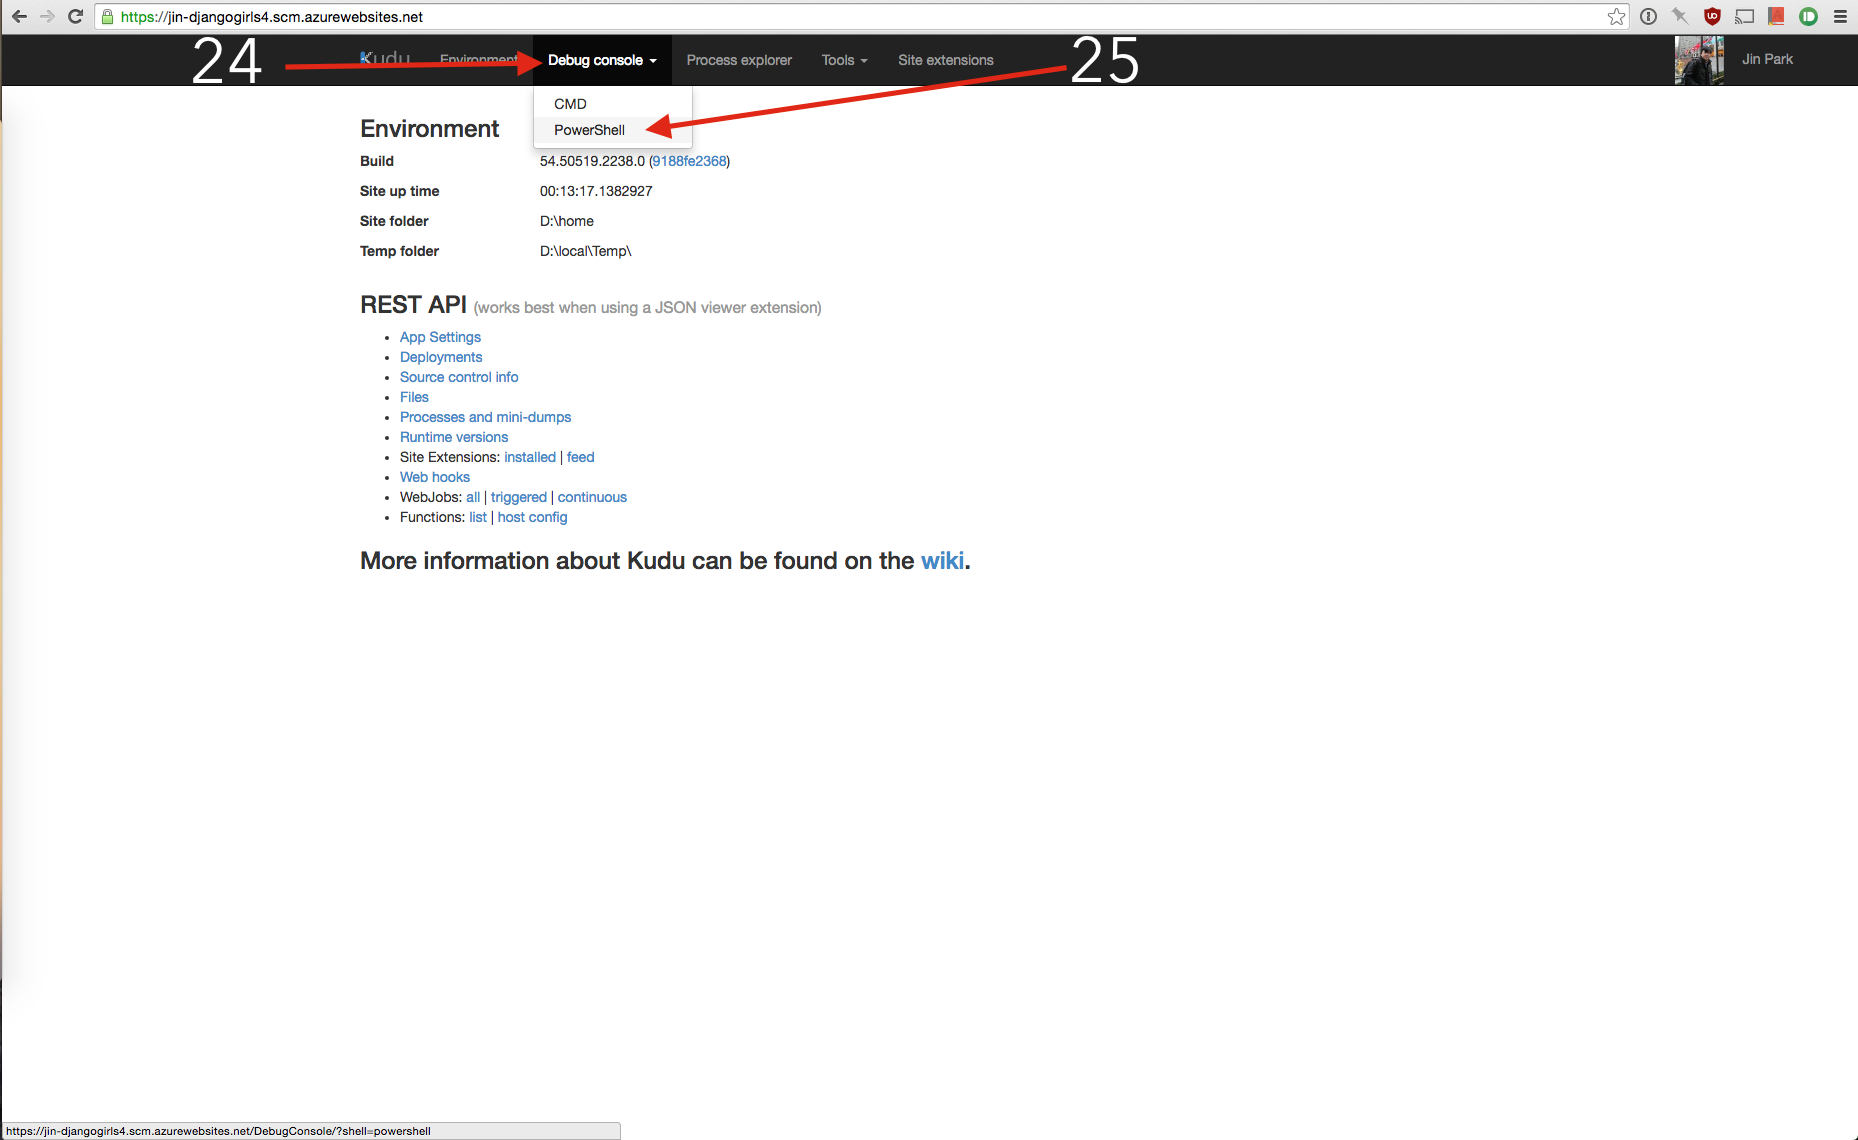 https://jin-djangogirls4.scm.azurewebsites.net
24 Kudu Environment Debug console Process explorer Tools Site extensions 25 Jin Park
CMD
PowerShell
Environment
Build 54.50519.2238.0 (9188fe2368)
Site up time 00:13:17.1382927
Site folder D:\home
Temp folder D:\local\Temp\
REST API (works best when using a JSON viewer extension)
App Settings
Deployments
Source control info
Files
Processes and mini-dumps
Runtime versions
Site Extensions: installed | feed
Web hooks
WebJobs: all | triggered | continuous
Functions: list | host config
More information about Kudu can be found on the wiki.
https://jin-djangogirls4.scm.azurewebsites.net/DebugConsole/?shell=powershell